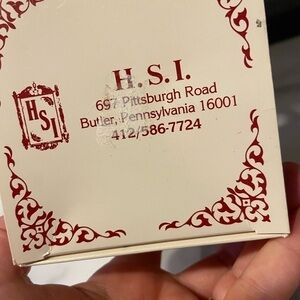 H.S.I.
H. S. I.
697 Pittsburgh Road
Butler, Pennsylvania 16001
412/586-7724